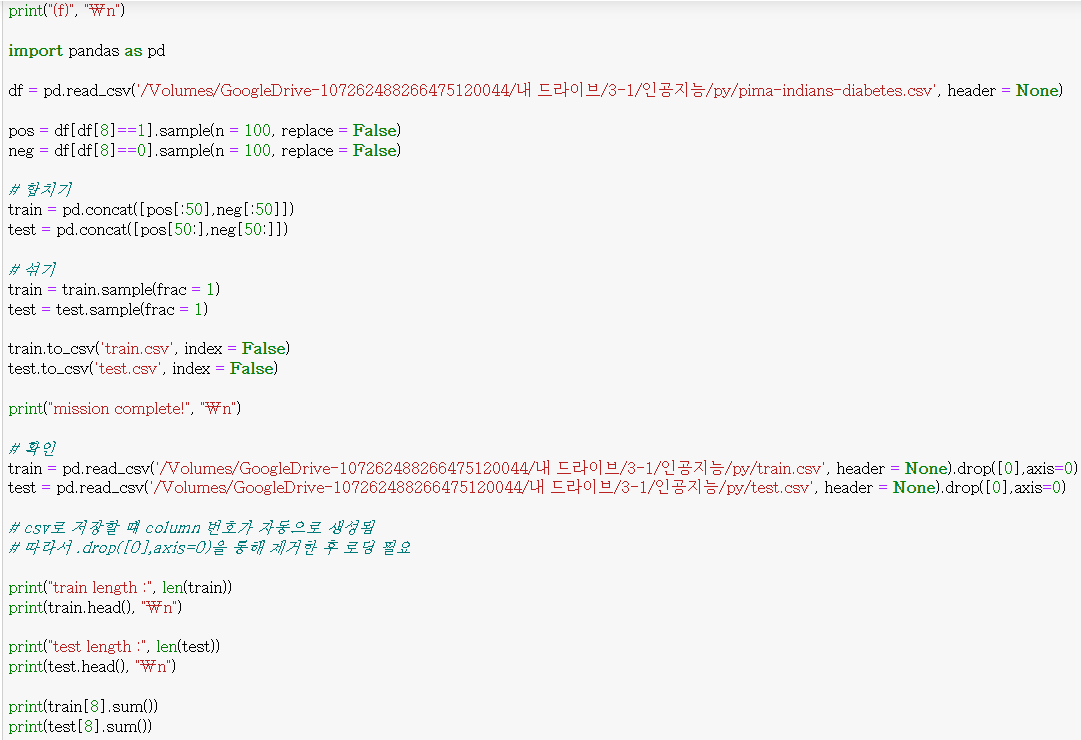 print("(f)", "₩n")
import pandas as pd
df = pd.read_csv('/Volumes/GoogleDrive-107262488266475120044/내 드라이브/3-1/인공지능/py/pima-indians-diabetes.csv', header = None)
pos = df[df[8]==1].sample(n = 100, replace = False)
neg = df[df[8]==0].sample(n = 100, replace = False)
# 합치기
train = pd.concat([pos[:50],neg[:50]])
test = pd.concat([pos[50:],neg[50:]])
# 섞기
train = train.sample(frac = 1)
test = test.sample(frac = 1)
train.to_csv('train.csv', index = False)
test.to_csv('test.csv', index = False)
print("mission complete!", "₩n")
# 확인
train = pd.read_csv('/Volumes/GoogleDrive-107262488266475120044/내 드라이브/3-1/인공지능/py/train.csv', header = None).drop([0],axis=0)
test = pd.read_csv('/Volumes/GoogleDrive-107262488266475120044/내 드라이브/3-1/인공지능/py/test.csv', header = None).drop([0],axis=0)
# csv로 저장할 때 column 번호가 자동으로 생성됨
# 따라서 .drop([0],axis=0)을 통해 제거한 후 로딩 필요
print("train length :", len(train))
print(train.head(), "₩n")
print("test length :", len(test))
print(test.head(), "₩n")
print(train[8].sum())
print(test[8].sum())